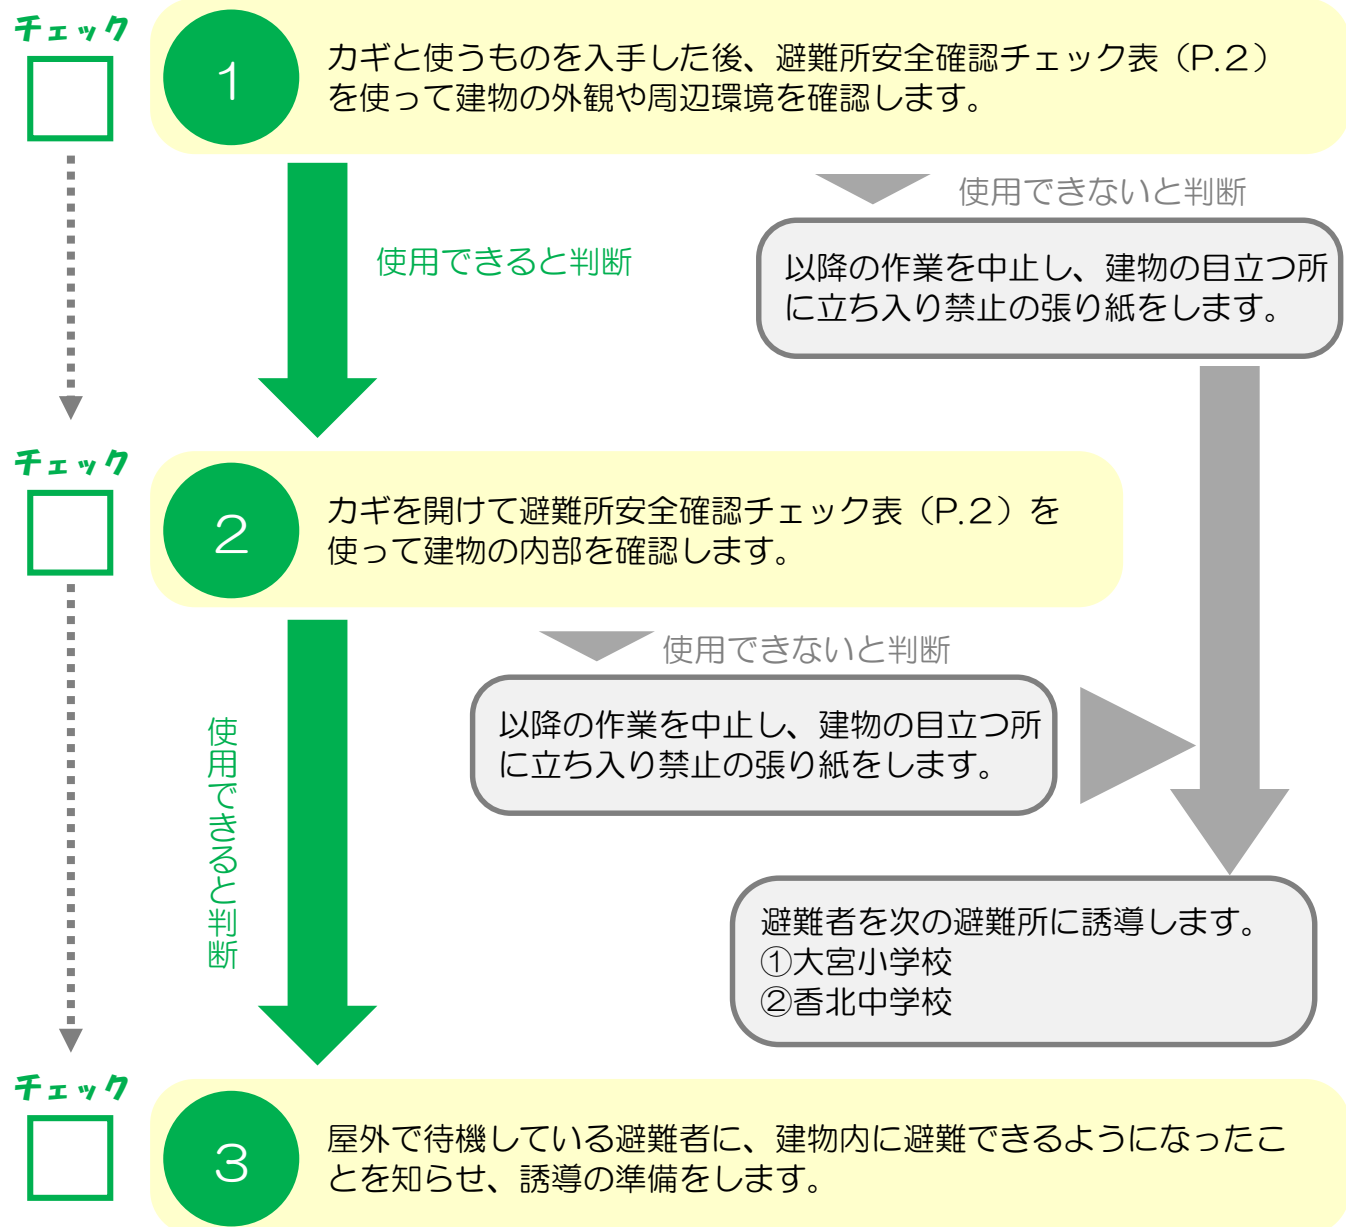 チェック
1
カギと使うものを入手した後、避難所安全確認チェック表（P.2）
を使って建物の外観や周辺環境を確認します。
使用できないと判断
使用できると判断
以降の作業を中止し、建物の目立つ所
に立ち入り禁止の張り紙をします。
チェック
2
カギを開けて避難所安全確認チェック表（P.2）を
使って建物の内部を確認します。
使用できないと判断
使用できると判断
以降の作業を中止し、建物の目立つ所
に立ち入り禁止の張り紙をします。
避難者を次の避難所に誘導します。
①大宮小学校
②香北中学校
チェック
3
屋外で待機している避難者に、建物内に避難できるようになったこ
とを知らせ、誘導の準備をします。